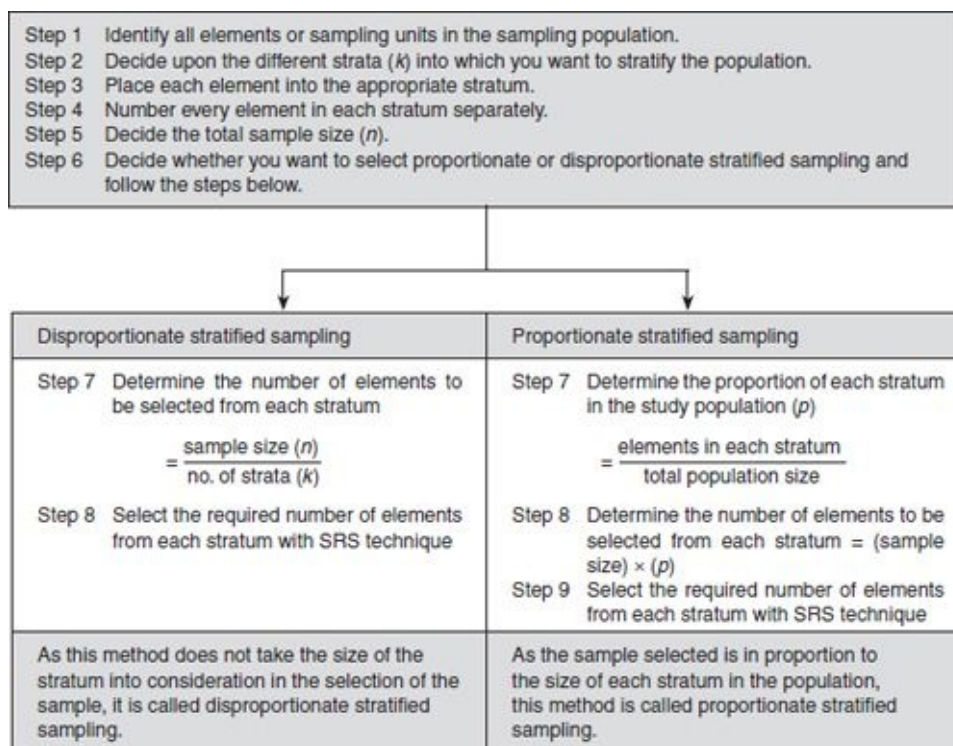 Step 1 Identify all elements or sampling units in the sampling population.
Step 2 Decide upon the different strata (k) into which you want to stratify the population.
Step 3 Place each element into the appropriate stratum.
Step 4 Number every element in each stratum separately.
Step 5 Decide the total sample size (n).
Step 6 Decide whether you want to select proportionate or disproportionate stratified sampling and
follow the steps below.
Disproportionate stratified sampling
Step 7 Determine the number of elements to
be selected from each stratum
= sample size (n)
no. of strata (k)
Step 8 Select the required number of elements
from each stratum with SRS technique
As this method does not take the size of the
stratum into consideration in the selection of the
sample, it is called disproportionate stratified
sampling.
Proportionate stratified sampling
Step 7 Determine the proportion of each stratum
in the study population (p)
= elements in each stratum
total population size
Step 8 Determine the number of elements to be
selected from each stratum = (sample
size) × (p)
Step 9 Select the required number of elements
from each stratum with SRS technique
As the sample selected is in proportion to
the size of each stratum in the population,
this method is called proportionate stratified
sampling.